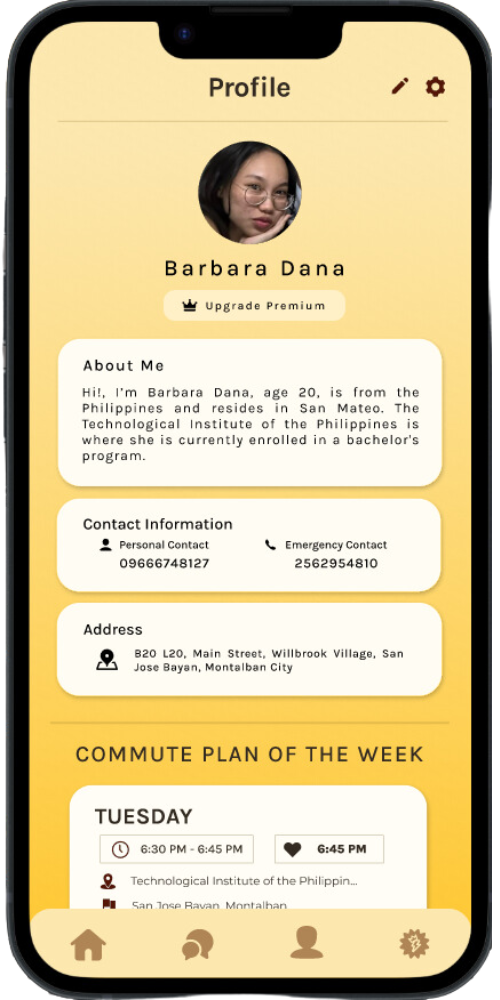 Profile
Barbara Dana
Upgrade Premium
About Me
Hi!, I'm Barbara Dana, age 20, is from the
Philippines and resides in San Mateo. The
Technological Institute of the Philippines is
where she is currently enrolled in a bachelor's
program.
Contact Information
Personal Contact
09666748127
Emergency Contact
2562954810
Address
B20 L20, Main Street, Willbrook Village, San
Jose Bayan, Montalban City
COMMUTE PLAN OF THE WEEK
TUESDAY
6:30 PM - 6:45 PM
6:45 PM
Technological Institute of the Philippin...
San Jose Bayan, Montalban